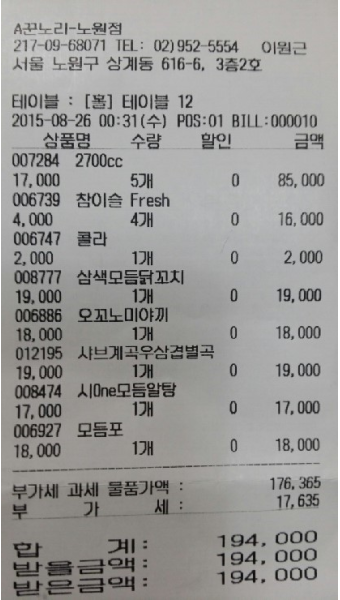 A꾼노리-노원점
217-09-68071 TEL: 02)952-5554 이원근
서울 노원구 상계동 616-6, 3층2호
테이블 : [홀] 테이블 12
2015-08-26 00:31(수) POS:01 BILL:000010
상품명 수량 할인 금액
007284 2700cc
17,000 5개 0 85,000
006739 참이슬 Fresh
4,000 4개 0 16,000
006747 콜라
2,000 1개 0 2,000
008777 삼색모듬닭꼬치
19,000 1개 0 19,000
006886 오꼬노미야끼
18,000 1개 0 18,000
012195 샤브계곡우삼겹별곡
19,000 1개 0 19,000
008474 시One모듬알탕
17,000 1개 0 17,000
006927 모듬포
18,000 1개 0 18,000
부가세 과세 물품가액 : 176,365
부 가 세 : 17,635
합 계: 194,000
받을금액: 194,000
받은금액: 194,000